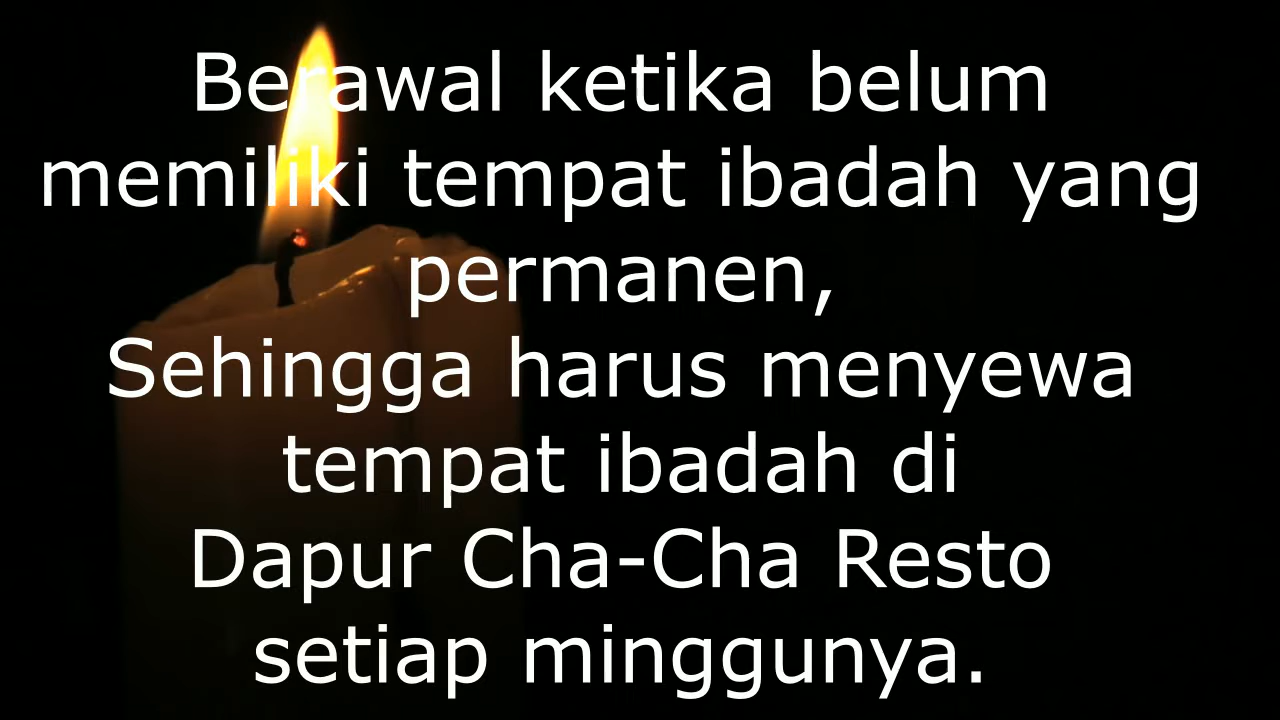 Berawal ketika belum
memiliki tempat ibadah yang
permanen,
Sehingga harus menyewa
tempat ibadah di
Dapur Cha-Cha Resto
setiap minggunya.